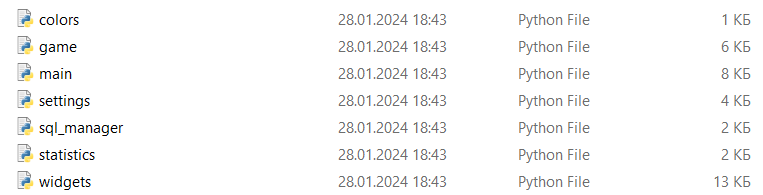 colors 28.01.2024 18:43 Python File 1 КБ
game 28.01.2024 18:43 Python File 6 КБ
main 28.01.2024 18:43 Python File 8 КБ
settings 28.01.2024 18:43 Python File 4 КБ
sql_manager 28.01.2024 18:43 Python File 2 КБ
statistics 28.01.2024 18:43 Python File 2 КБ
widgets 28.01.2024 18:43 Python File 13 КБ